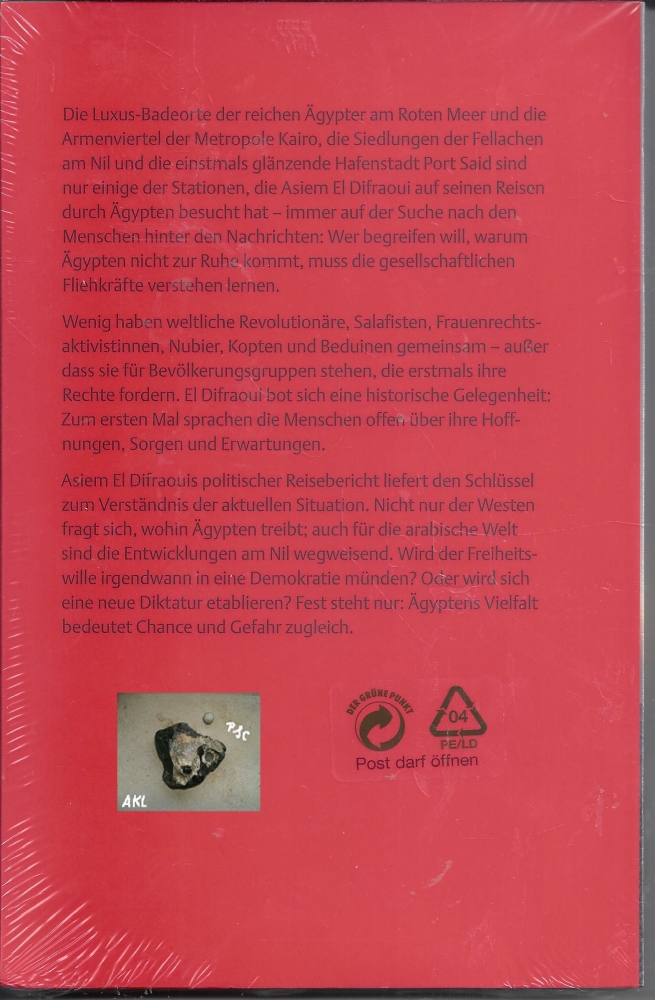 Die Luxus-Badeorte der reichen Ägypter am Roten Meer und die
Armenviertel der Metropole Kairo, die Siedlungen der Fellachen
am Nil und die einstmals glänzende Hafenstadt Port Said sind
nur einige der Stationen, die Asiem El Difraoui auf seinen Reisen
durch Ägypten besucht hat – immer auf der Suche nach den
Menschen hinter den Nachrichten: Wer begreifen will, warum
Ägypten nicht zur Ruhe kommt, muss die gesellschaftlichen
Fliehkräfte verstehen lernen.
Wenig haben weltliche Revolutionäre, Salafisten, Frauenrechts-
aktivistinnen, Nubier, Kopten und Beduinen gemeinsam – außer
dass sie für Bevölkerungsgruppen stehen, die erstmals ihre
Rechte fordern. El Difraoui bot sich eine historische Gelegenheit:
Zum ersten Mal sprachen die Menschen offen über ihre Hoff-
nungen, Sorgen und Erwartungen.
Asiem El Difraouis politischer Reisebericht liefert den Schlüssel
zum Verständnis der aktuellen Situation. Nicht nur der Westen
fragt sich, wohin Ägypten treibt; auch für die arabische Welt
sind die Entwicklungen am Nil wegweisend. Wird der Freiheits-
wille irgendwann in eine Demokratie münden? Oder wird sich
eine neue Diktatur etablieren? Fest steht nur: Ägyptens Vielfalt
bedeutet Chance und Gefahr zugleich.
PSC
AKL
DER GRÜNE PUNKT
04
PE/LD
Post darf öffnen